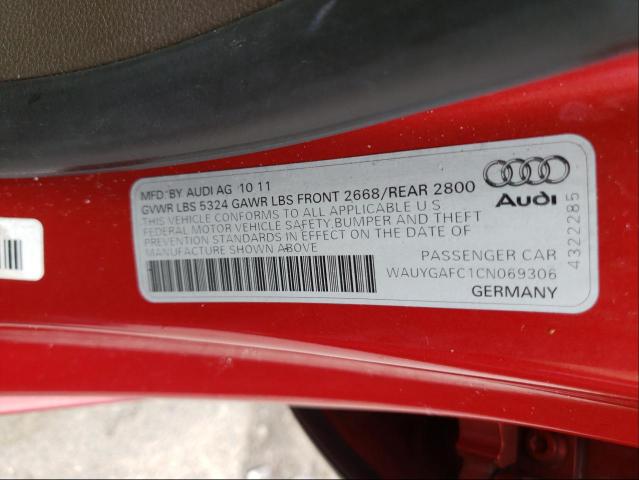 MFD. BY AUDI AG 10 11
GVWR LBS 5324 GAWR LBS FRONT 2668/REAR 2800
THIS VEHICLE CONFORMS TO ALL APPLICABLE U S
FEDERAL MOTOR VEHICLE SAFETY,BUMPER AND THEFT
PREVENTION STANDARDS IN EFFECT ON THE DATE OF
MANUFACTURE SHOWN ABOVE
PASSENGER CAR
WAUYGAFC1CN069306
GERMANY
Audi
4322285